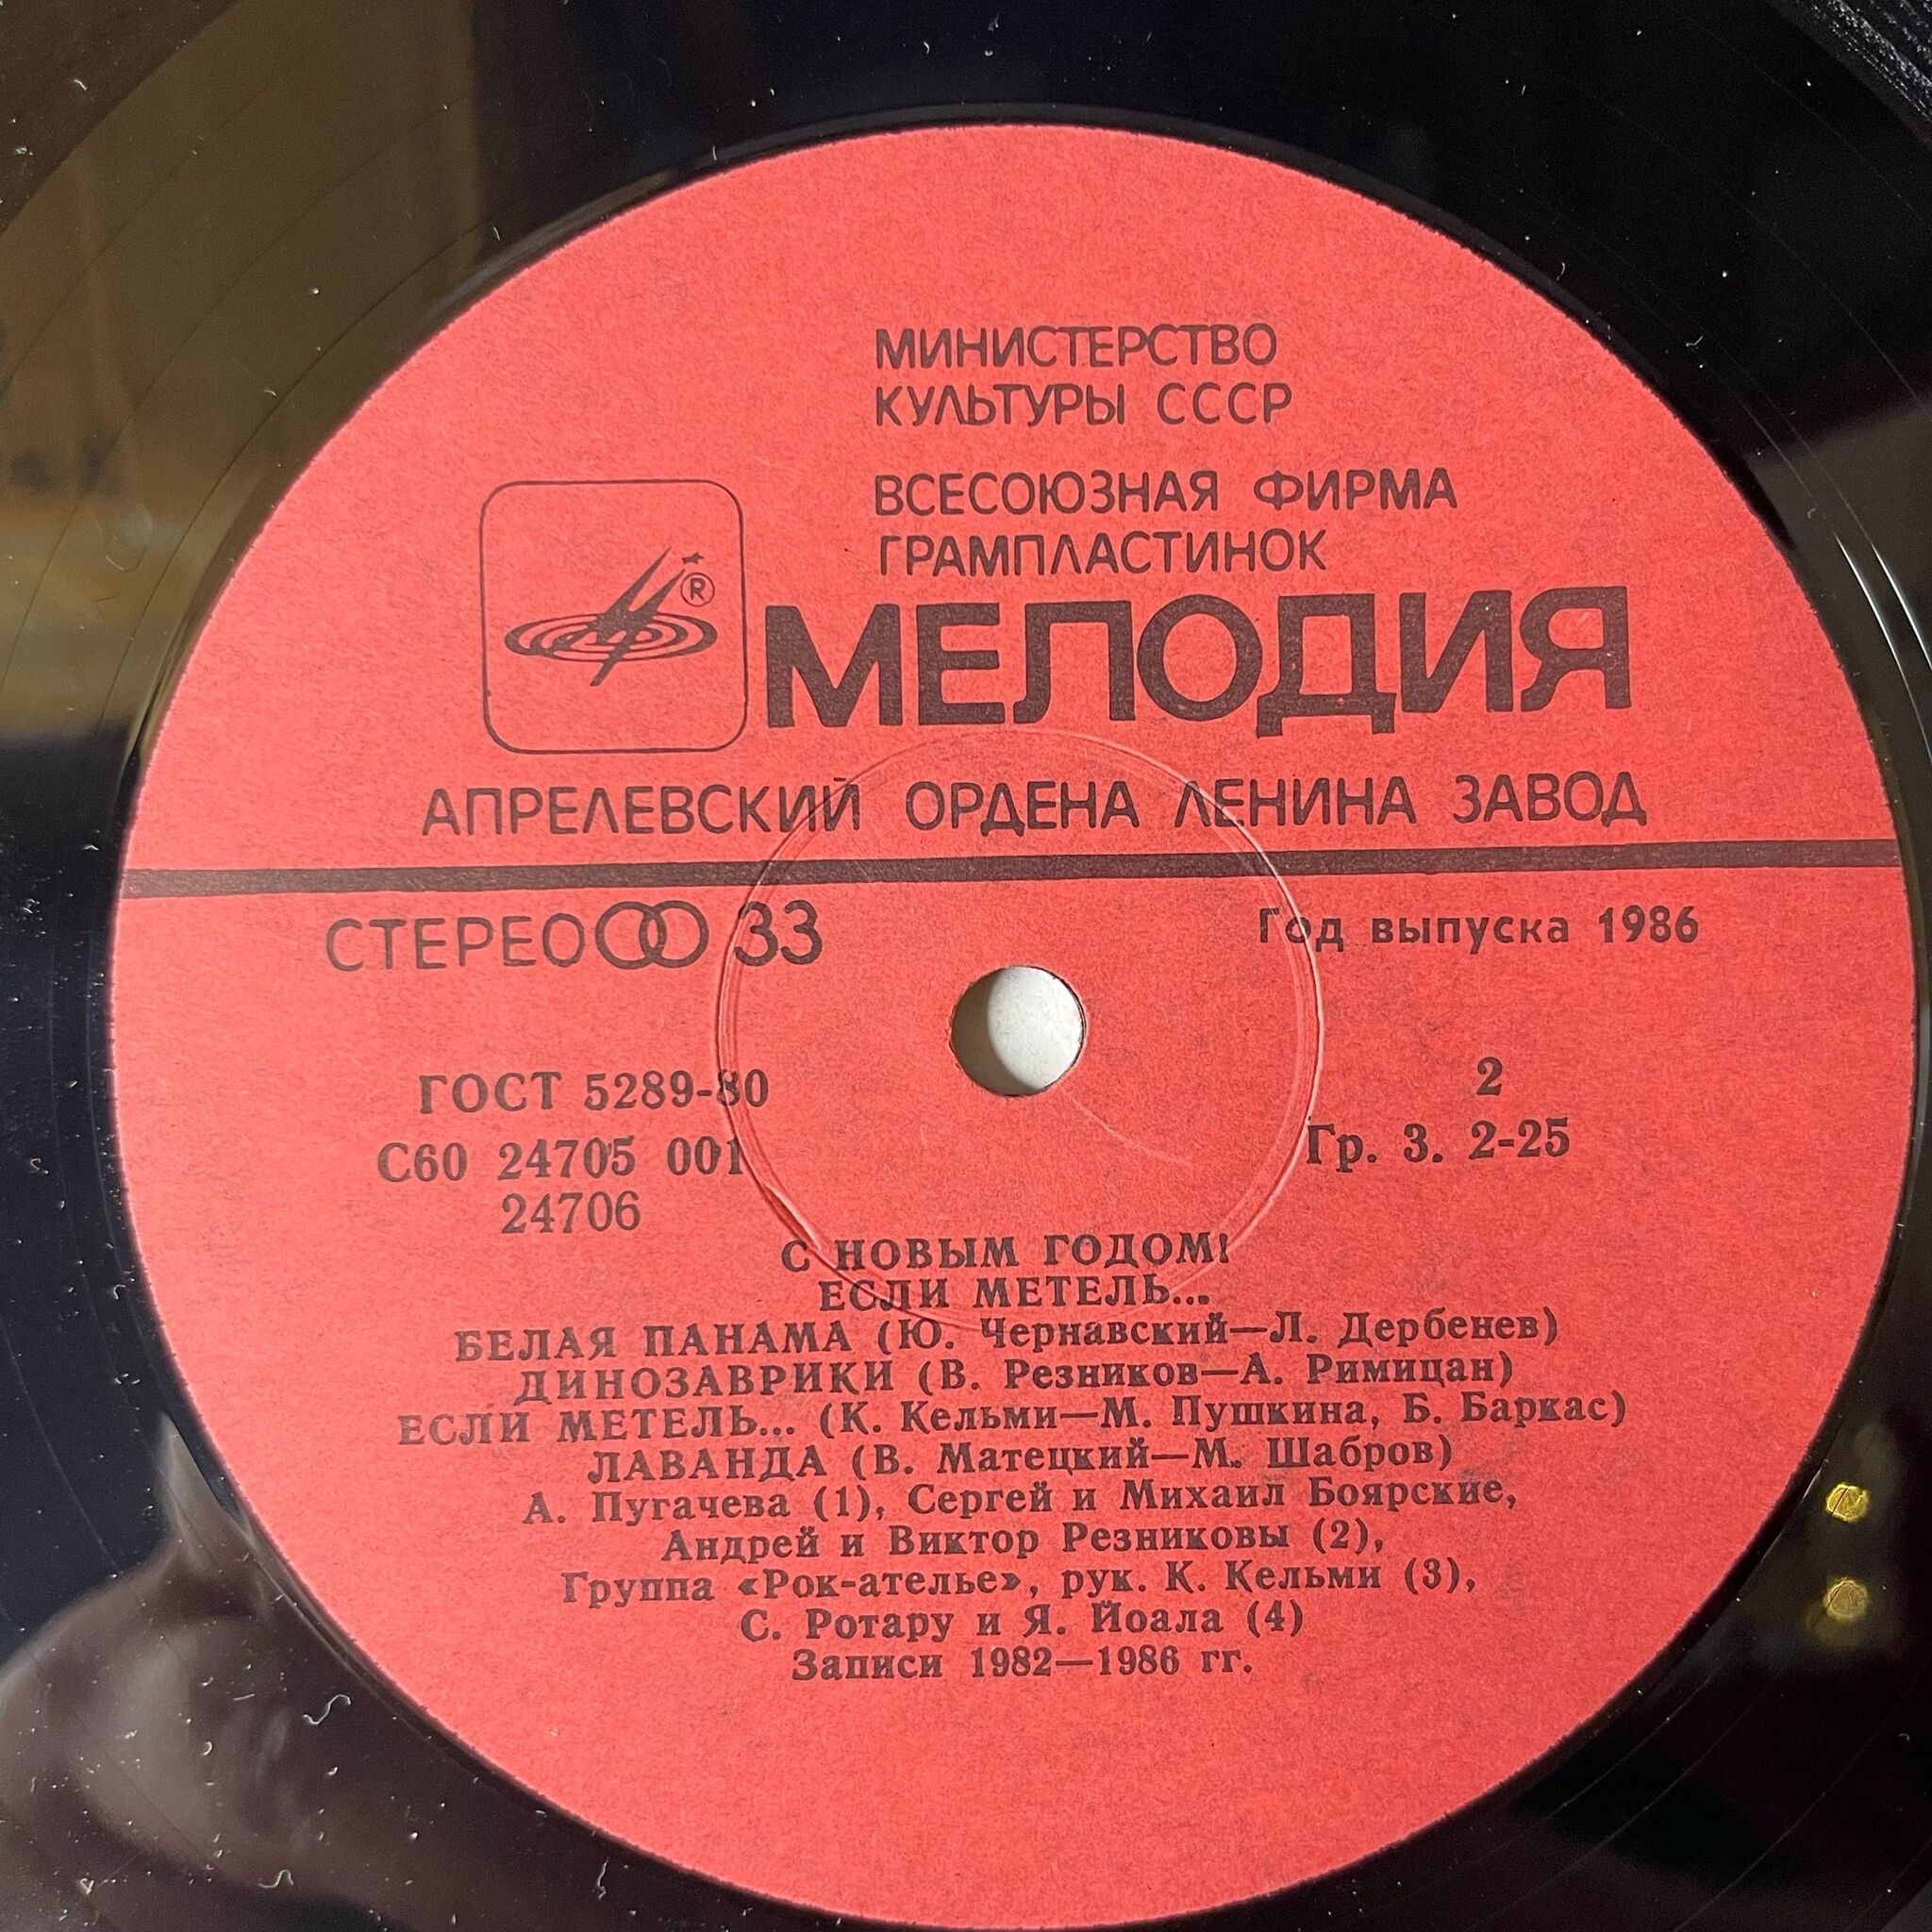 МИНИСТЕРСТВО
КУЛЬТУРЫ СССР
ВСЕСОЮЗНАЯ ФИРМА
ГРАМПЛАСТИНОК
®
МЕЛОДИЯ
АПРЕЛЕВСКИЙ ОРДЕНА ЛЕНИНА ЗАВОД
СТЕРЕО 33
Год выпуска 1986
ГОСТ 5289-80
2
С60 24705 001
Гр. 3. 2-25
24706
С НОВЫМ ГОДОМ!
ЕСЛИ МЕТЕЛЬ...
БЕЛАЯ ПАНАМА (Ю. Чернавский—Л. Дербенев)
ДИНОЗАВРИКИ (В. Резников—А. Римицан)
ЕСЛИ МЕТЕЛЬ... (К. Кельми—М. Пушкина, Б. Баркас)
ЛАВАНДА (В. Матецкий—М. Шабров)
А. Пугачева (1), Сергей и Михаил Боярские,
Андрей и Виктор Резниковы (2),
Группа «Рок-ателье», рук. К. Кельми (3),
С. Ротару и Я. Йоала (4)
Записи 1982—1986 гг.